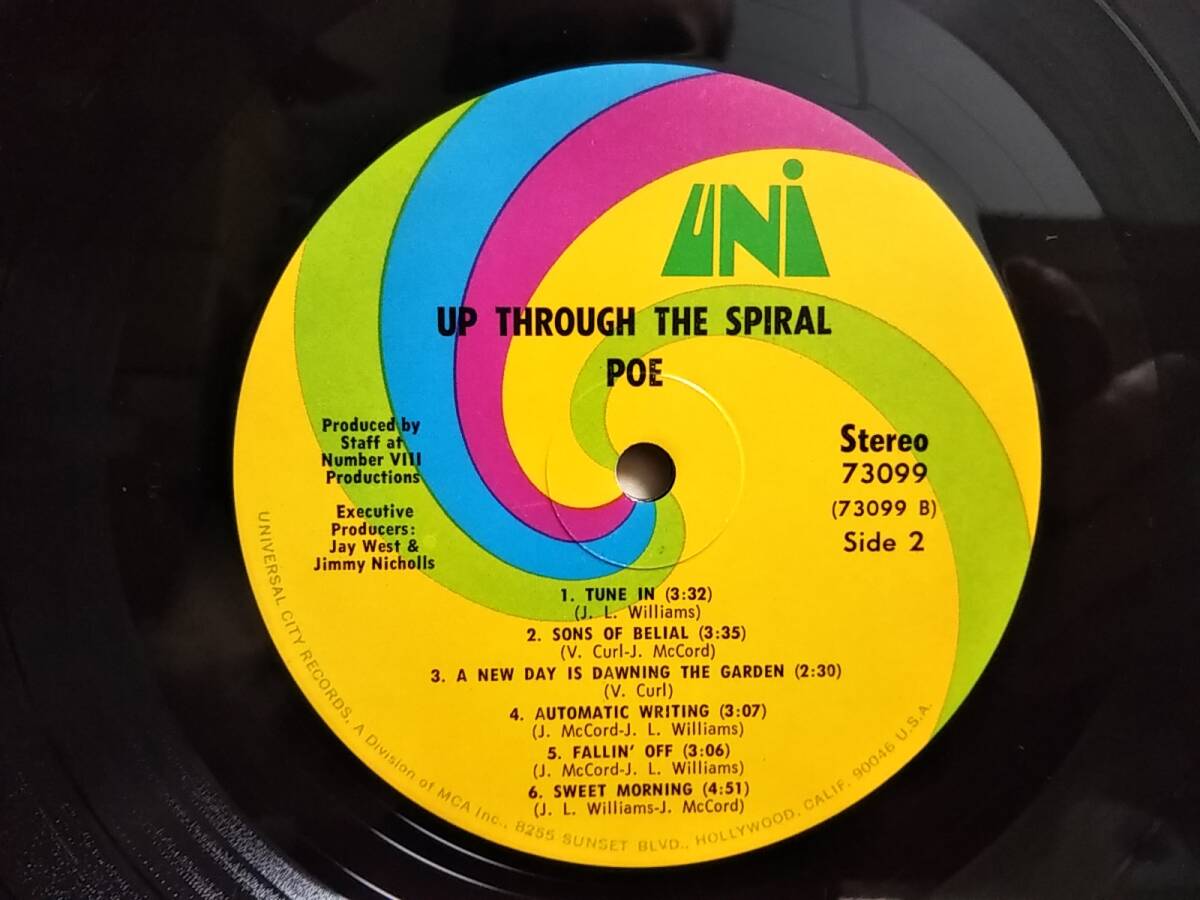 UNI
UP THROUGH THE SPIRAL
POE
Produced by
Staff at
Number VIII
Productions
Executive
Producers:
Jay West &
Jimmy Nicholls
Stereo
73099
(73099 B)
Side 2
1. TUNE IN (3:32)
(J. L. Williams)
2. SONS OF BELIAL (3:35)
(V. Curl-J. McCord)
3. A NEW DAY IS DAWNING THE GARDEN (2:30)
(V. Curl)
4. AUTOMATIC WRITING (3:07)
(J. McCord-J. L. Williams)
5. FALLIN' OFF (3:06)
(J. McCord-J. L. Williams)
6. SWEET MORNING (4:51)
(J. L. Williams-J. McCord)
UNIVERSAL CITY RECORDS, A Division of MCA Inc., 8255 SUNSET BLVD., HOLLYWOOD, CALIF. 90046 U.S.A.